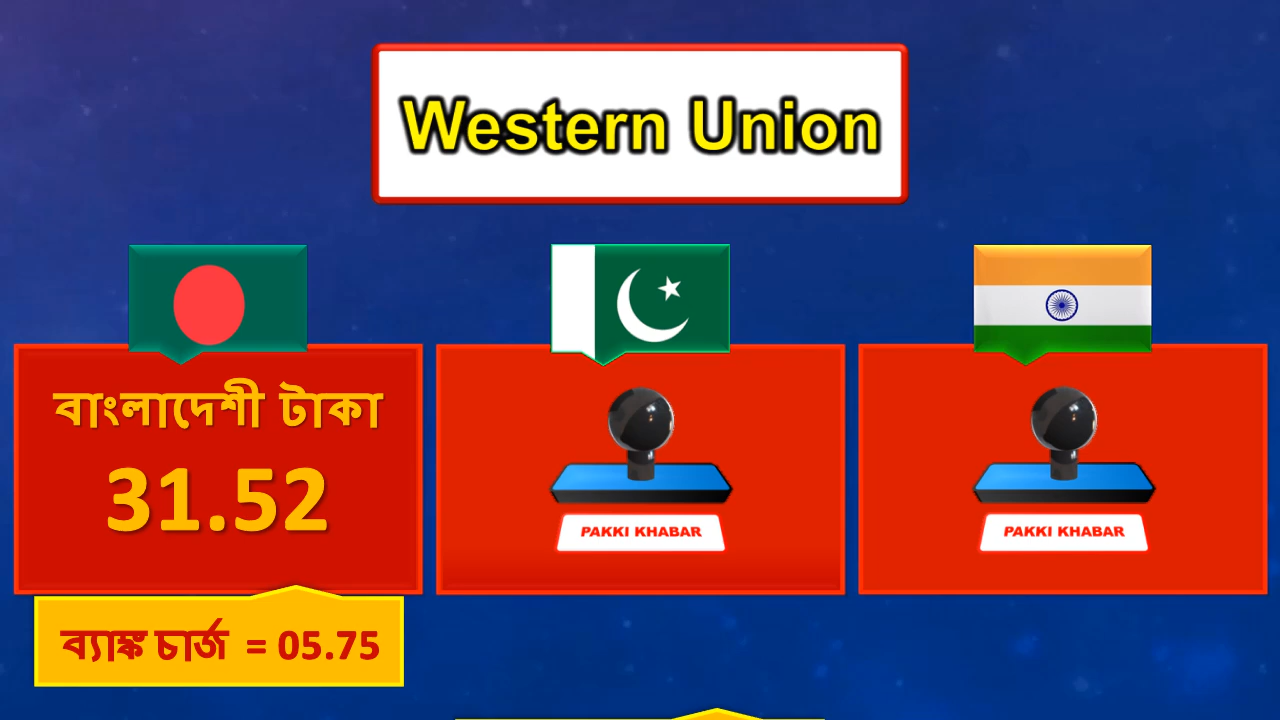 Western Union
বাংলাদেশী টাকা
31.52
PAKKI KHABAR
PAKKI KHABAR
ব্যাঙ্ক চার্জ = 05.75